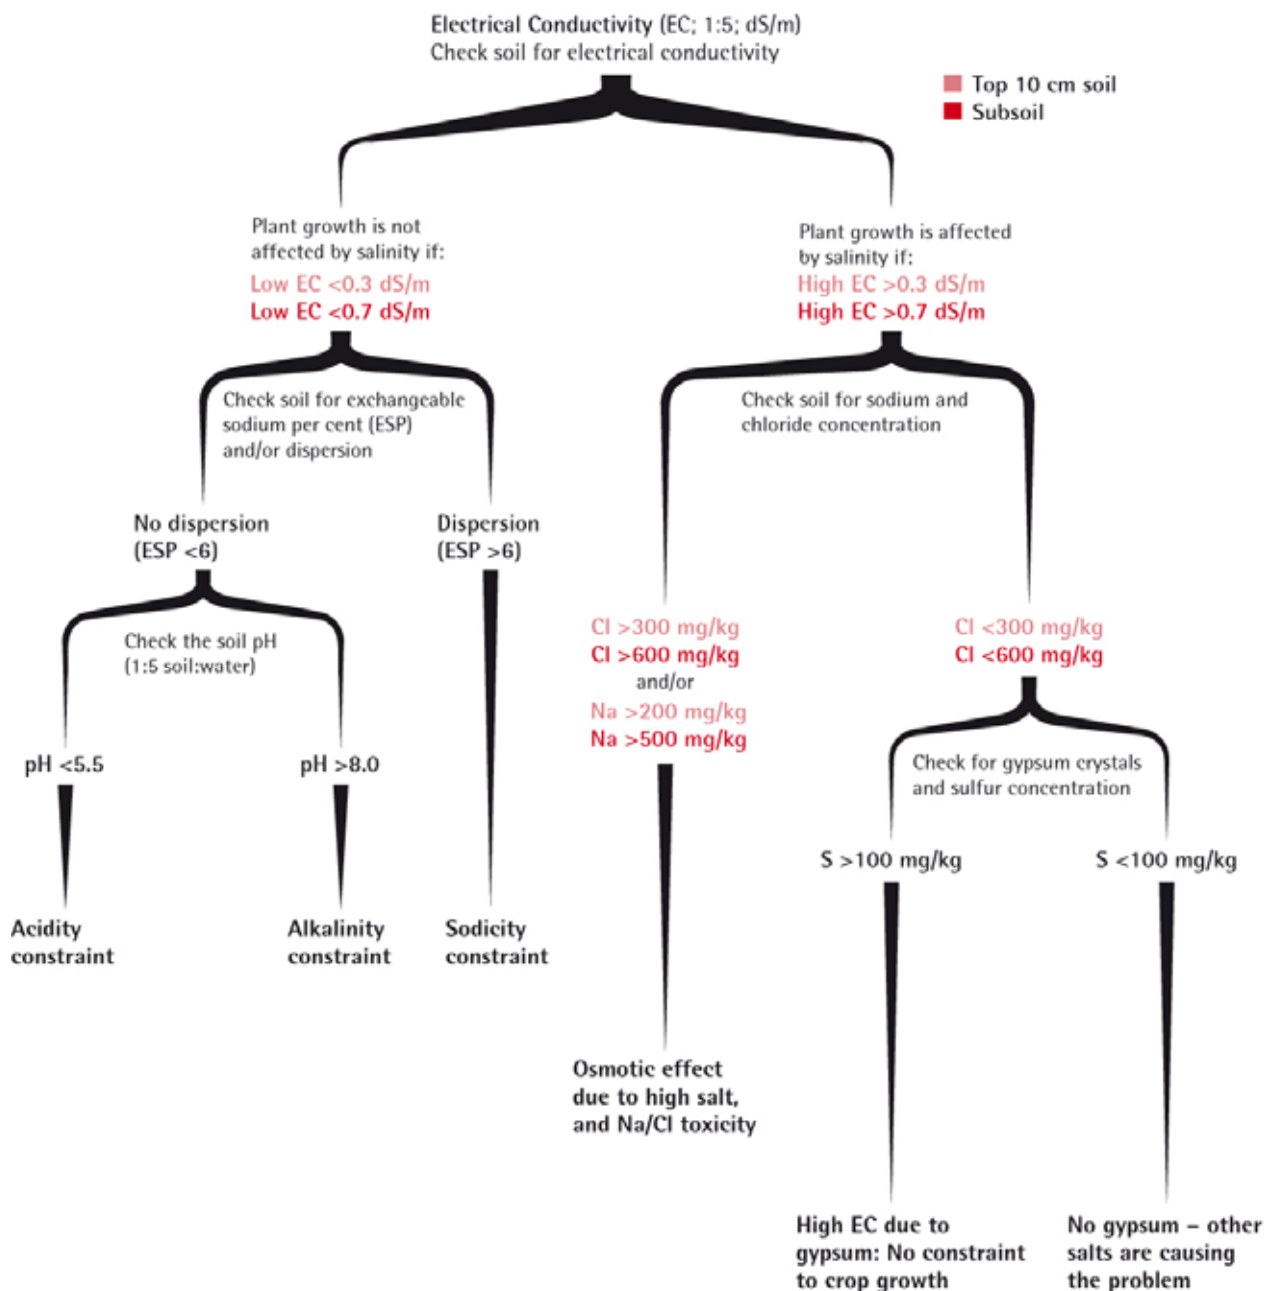 Electrical Conductivity (EC; 1:5; dS/m)
Check soil for electrical conductivity
Top 10 cm soil
Subsoil
Plant growth is not
affected by salinity if:
Low EC <0.3 dS/m
Low EC <0.7 dS/m
Plant growth is affected
by salinity if:
High EC >0.3 dS/m
High EC >0.7 dS/m
Check soil for exchangeable
sodium per cent (ESP)
and/or dispersion
Check soil for sodium and
chloride concentration
No dispersion
(ESP <6)
Dispersion
(ESP >6)
Check the soil pH
(1:5 soil:water)
Cl >300 mg/kg
Cl >600 mg/kg
and/or
Na >200 mg/kg
Na >500 mg/kg
Cl <300 mg/kg
Cl <600 mg/kg
pH <5.5
pH >8.0
Check for gypsum crystals
and sulfur concentration
S >100 mg/kg
S <100 mg/kg
Acidity
constraint
Alkalinity
constraint
Sodicity
constraint
Osmotic effect
due to high salt,
and Na/Cl toxicity
High EC due to
gypsum: No constraint
to crop growth
No gypsum – other
salts are causing
the problem